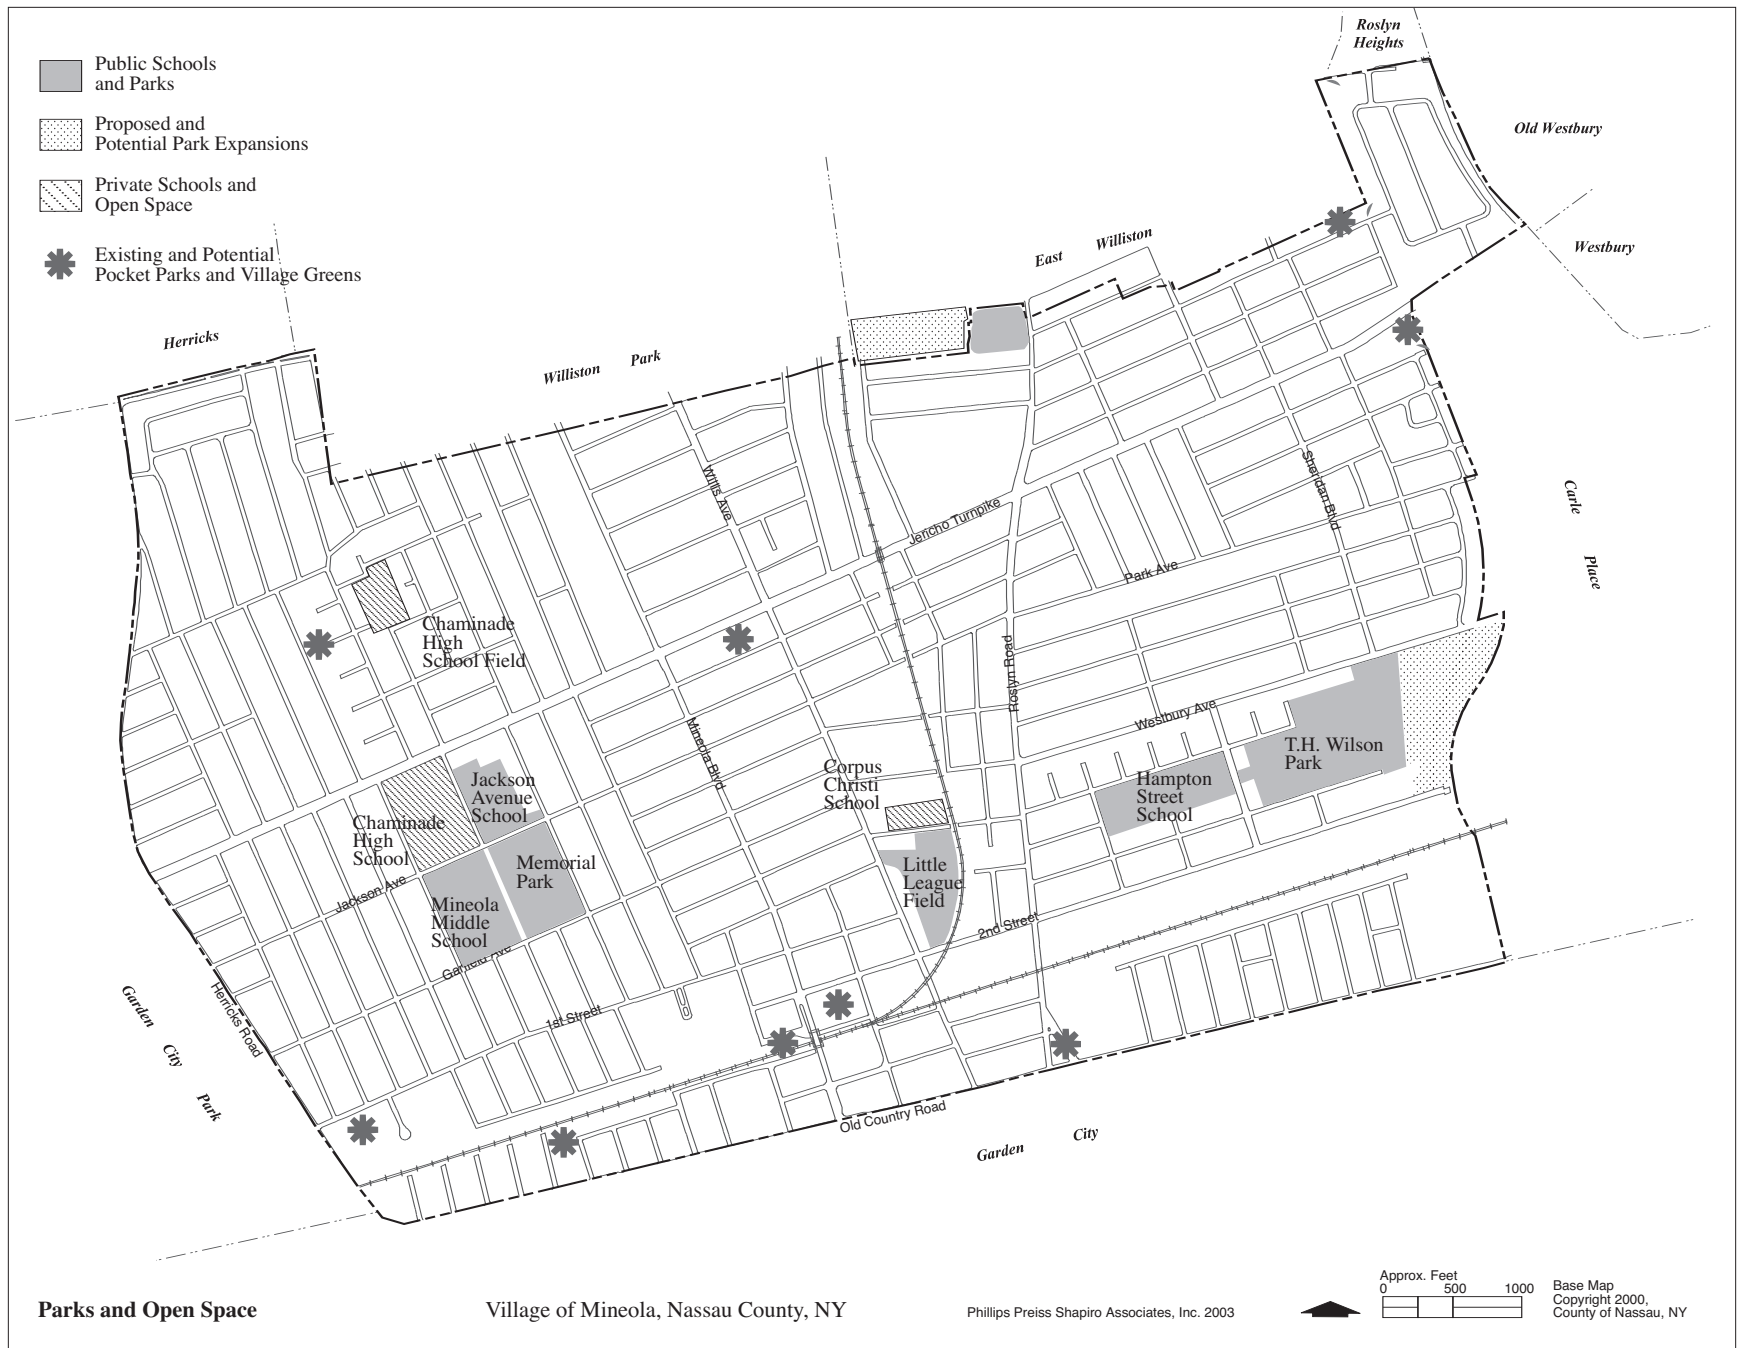 Roslyn
Heights
Public Schools
and Parks
Proposed and
Potential Park Expansions
Private Schools and
Open Space
Existing and Potential
Pocket Parks and Village Greens
Old Westbury
Westbury
East Williston
Herricks
Williston Park
Willis Ave
Jericho Turnpike
Sheridan Blvd
Carle
Place
Park Ave
Chaminade
High
School Field
Roslyn Road
Mineola Blvd
Westbury Ave
T.H. Wilson
Park
Corpus
Christi
School
Hampton
Street
School
Jackson
Avenue
School
Chaminade
High
School
Memorial
Park
Little
League
Field
Jackson Ave
Mineola
Middle
School
Garfield Ave
2nd Street
1st Street
Herricks Road
Garden
City
Park
Old Country Road
Garden City
Parks and Open Space
Village of Mineola, Nassau County, NY
Phillips Preiss Shapiro Associates, Inc. 2003
Approx. Feet
0 500 1000
Base Map
Copyright 2000,
County of Nassau, NY